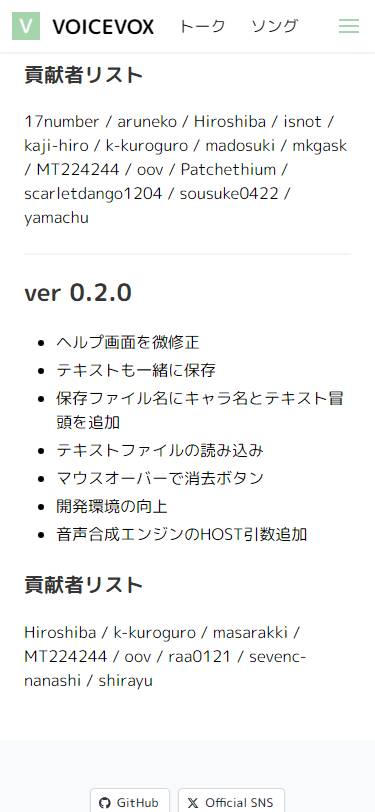 V VOICEVOX トーク ソング
貢献者リスト
17number / aruneko / Hiroshiba / isnot /
kaji-hiro / k-kuroguro / madosuki / mkgask
/ MT224244 / oov / Patchethium /
scarletdango1204 / sousuke0422 /
yamachu
ver 0.2.0
ヘルプ画面を微修正
テキストも一緒に保存
保存ファイル名にキャラ名とテキスト冒
頭を追加
テキストファイルの読み込み
マウスオーバーで消去ボタン
開発環境の向上
音声合成エンジンのHOST引数追加
貢献者リスト
Hiroshiba / k-kuroguro / masarakki /
MT224244 / oov / raa0121 / sevenc-
nanashi / shirayu
GitHub Official SNS